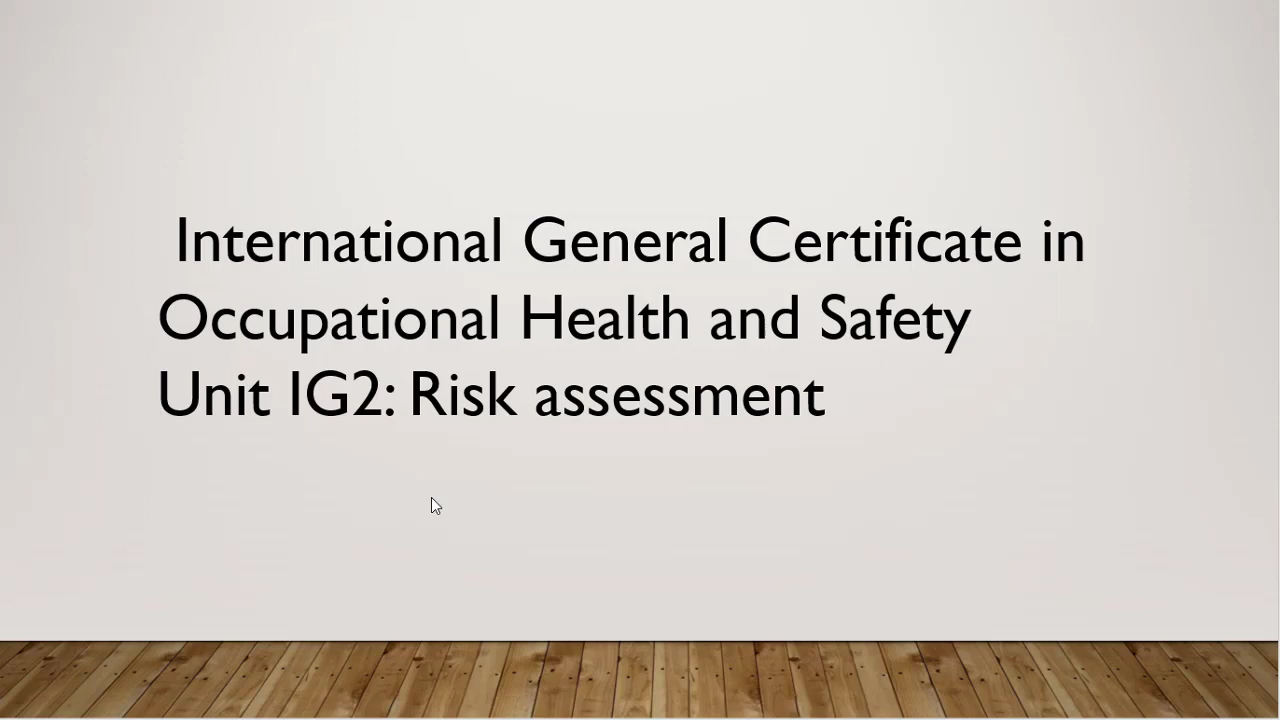 International General Certificate in
Occupational Health and Safety
Unit IG2: Risk assessment